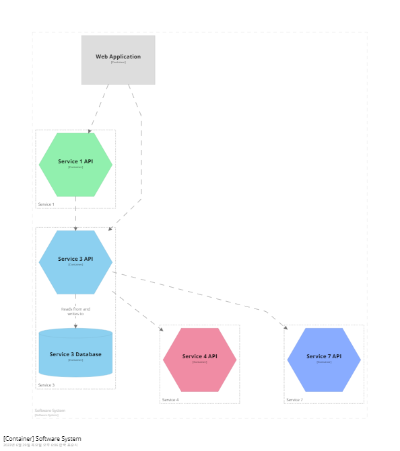 Web Application
[Container]
Service 1 API
[Container]
Service 1
Service 3 API
[Container]
Reads from and
writes to
Service 3 Database
[Container]
Service 3
Service 4 API
[Container]
Service 4
Service 7 API
[Container]
Service 7
Software System
[Software System]
[Container] Software System